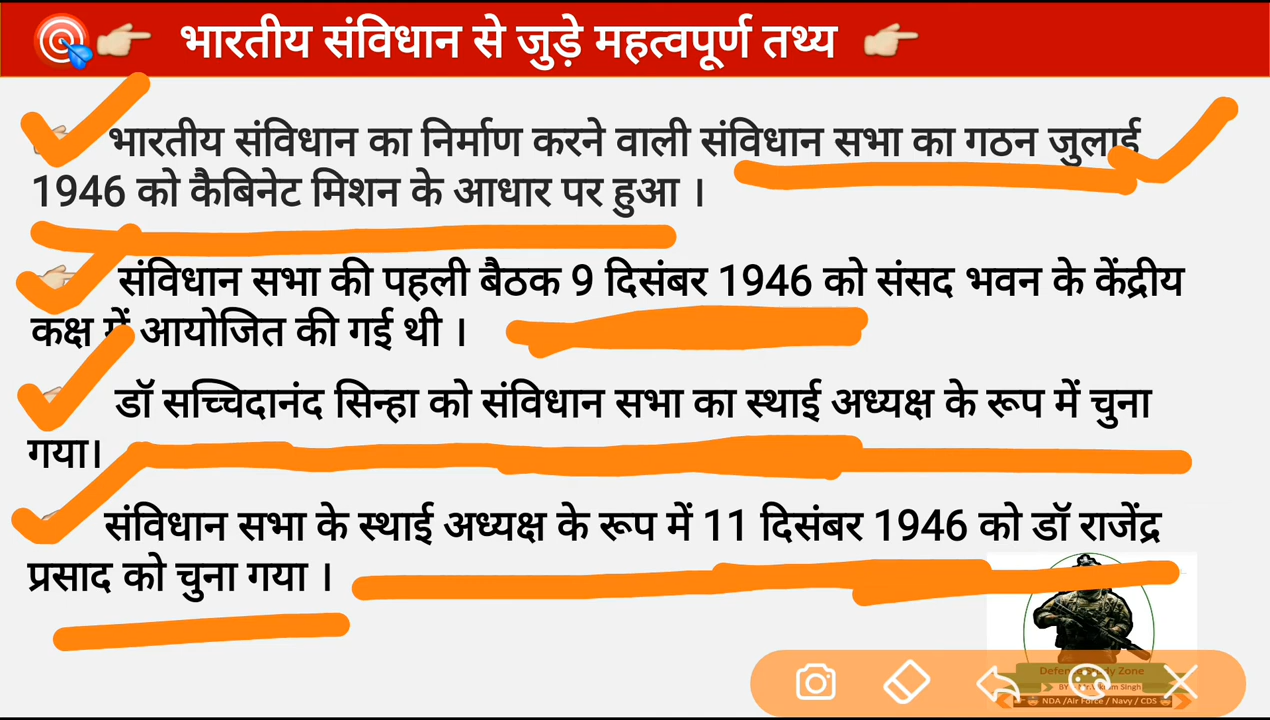 भारतीय संविधान से जुड़े महत्वपूर्ण तथ्य
भारतीय संविधान का निर्माण करने वाली संविधान सभा का गठन जुलाई
1946 को कैबिनेट मिशन के आधार पर हुआ ।
संविधान सभा की पहली बैठक 9 दिसंबर 1946 को संसद भवन के केंद्रीय
कक्ष में आयोजित की गई थी ।
डॉ सच्चिदानंद सिन्हा को संविधान सभा का स्थाई अध्यक्ष के रूप में चुना
गया।
संविधान सभा के स्थाई अध्यक्ष के रूप में 11 दिसंबर 1946 को डॉ राजेंद्र
प्रसाद को चुना गया ।
Zone
Singh
NDA /Air Force / Navy / CDS